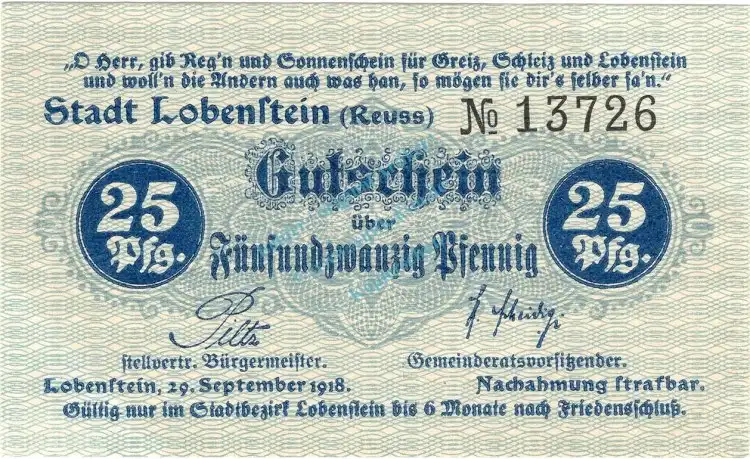 „O Herr, gib Reg'n und Sonnenschein für Greiz, Schleiz und Lobenstein
und woll'n die Andern auch was han, so mögen sie dir's selber sa'n.“
Stadt Lobenstein (Reuss) № 13726
Gutschein
25 Pfg.
über
25 Pfg.
Fünfundzwanzig Pfennig
Piltz
H. Scheidig.
stellvertr. Bürgermeister. Gemeinderatsvorsitzender.
Lobenstein, 29. September 1918. Nachahmung strafbar.
Gültig nur im Stadtbezirk Lobenstein bis 6 Monate nach Friedensschluß.